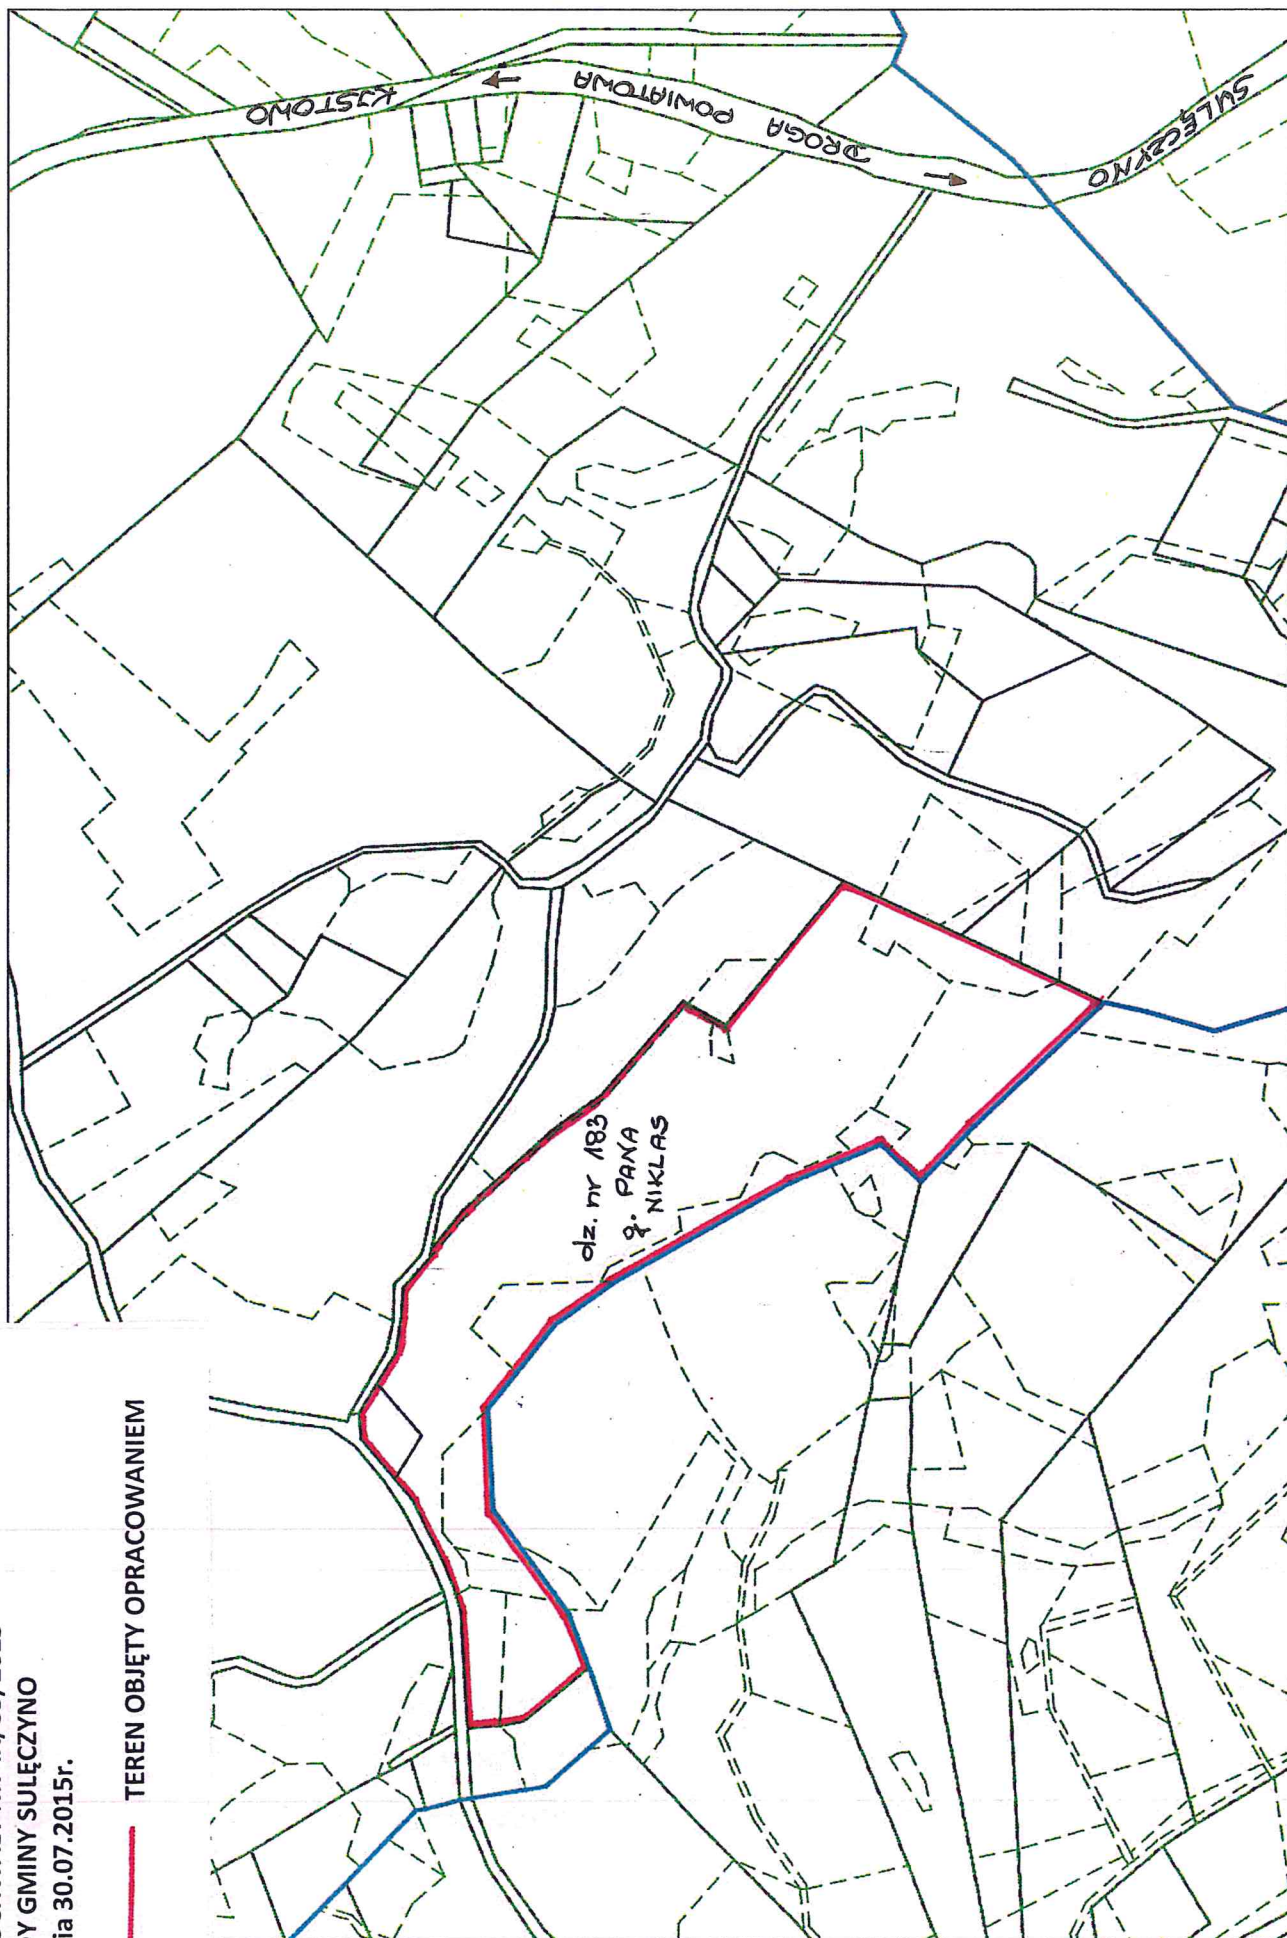 Y GMINY SULĘCZYNO
ia 30.07.2015r.
TEREN OBJĘTY OPRACOWANIEM
dz. nr 183
g. PANA
NIKLAS
KISTOWO
DROGA POWIATOWA
SULĘCZYNO